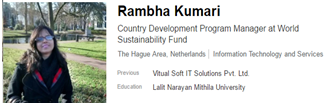 Rambha Kumari
Country Development Program Manager at World
Sustainability Fund
The Hague Area, Netherlands | Information Technology and Services
Previous Vitual Soft IT Solutions Pvt. Ltd.
Education Lalit Narayan Mithila University